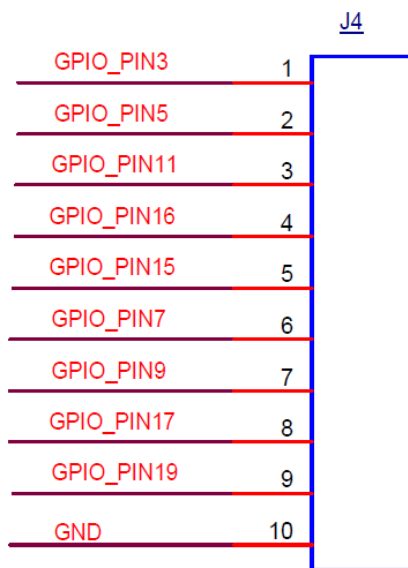 J4
GPIO_PIN3 1
GPIO_PIN5 2
GPIO_PIN11 3
GPIO_PIN16 4
GPIO_PIN15 5
GPIO_PIN7 6
GPIO_PIN9 7
GPIO_PIN17 8
GPIO_PIN19 9
GND 10